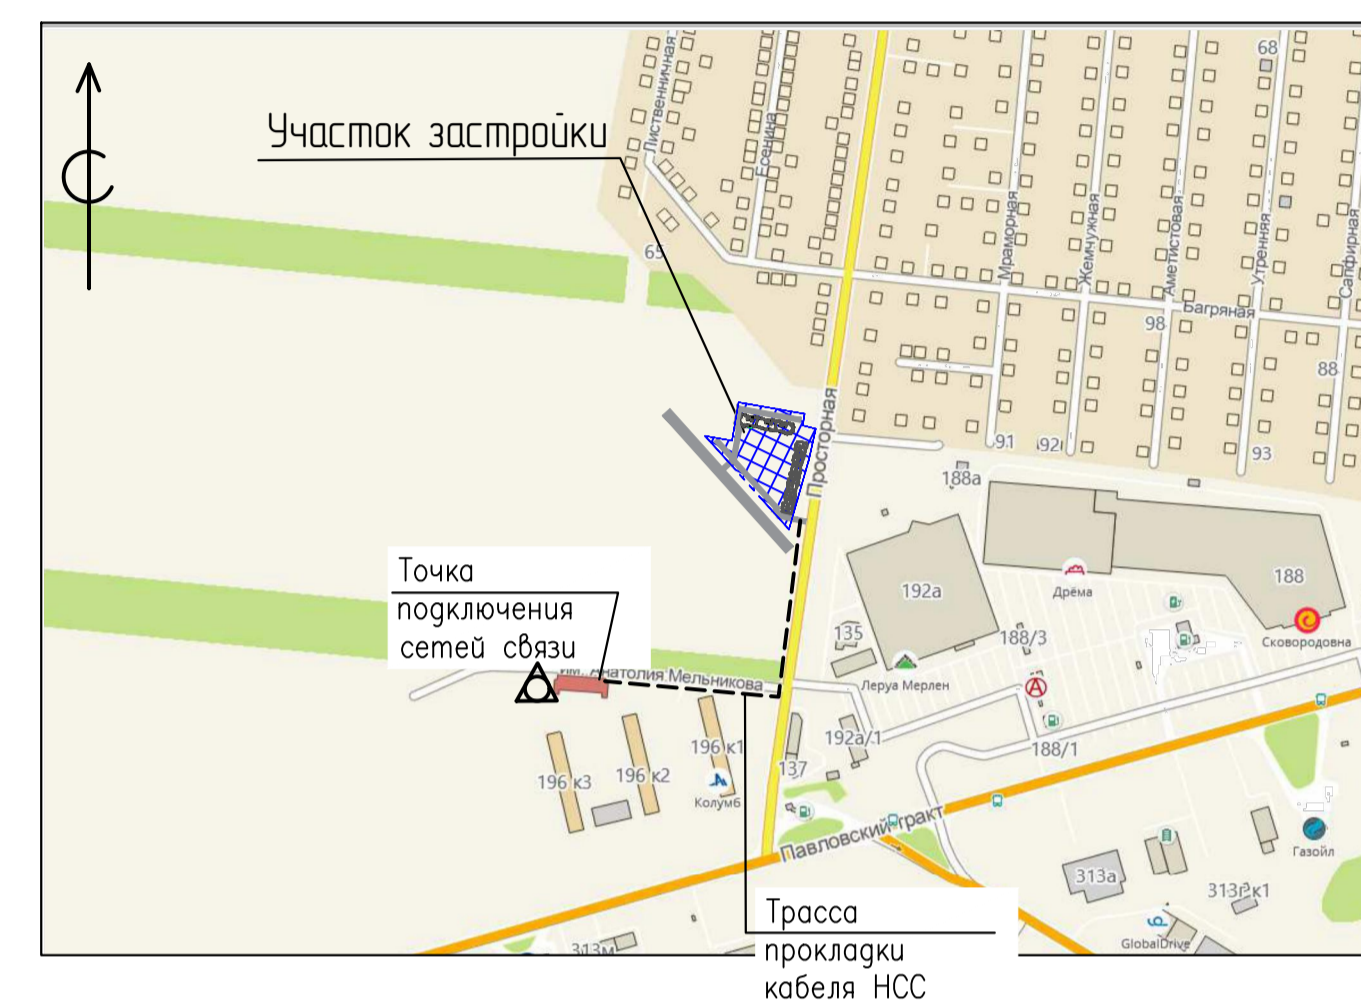 Лиственничная
Есенина
68
Участок застройки
С
65
Мраморная
Жемчужная
Аметистовая
Утренняя
Сапфирная
Багряная
98
88
Просторная
91
92
93
188а
192а
Дрёма
188
Сковородовна
Точка
подключения
сетей связи
135
188/3
Леруа Мерлен
им. Анатолия Мельникова
196 к3
196 к2
196 к1
Колумб
137
192а/1
188/1
Павловский тракт
Газойл
313а
313г к1
GlobalDrive
313м
Трасса
прокладки
кабеля НСС